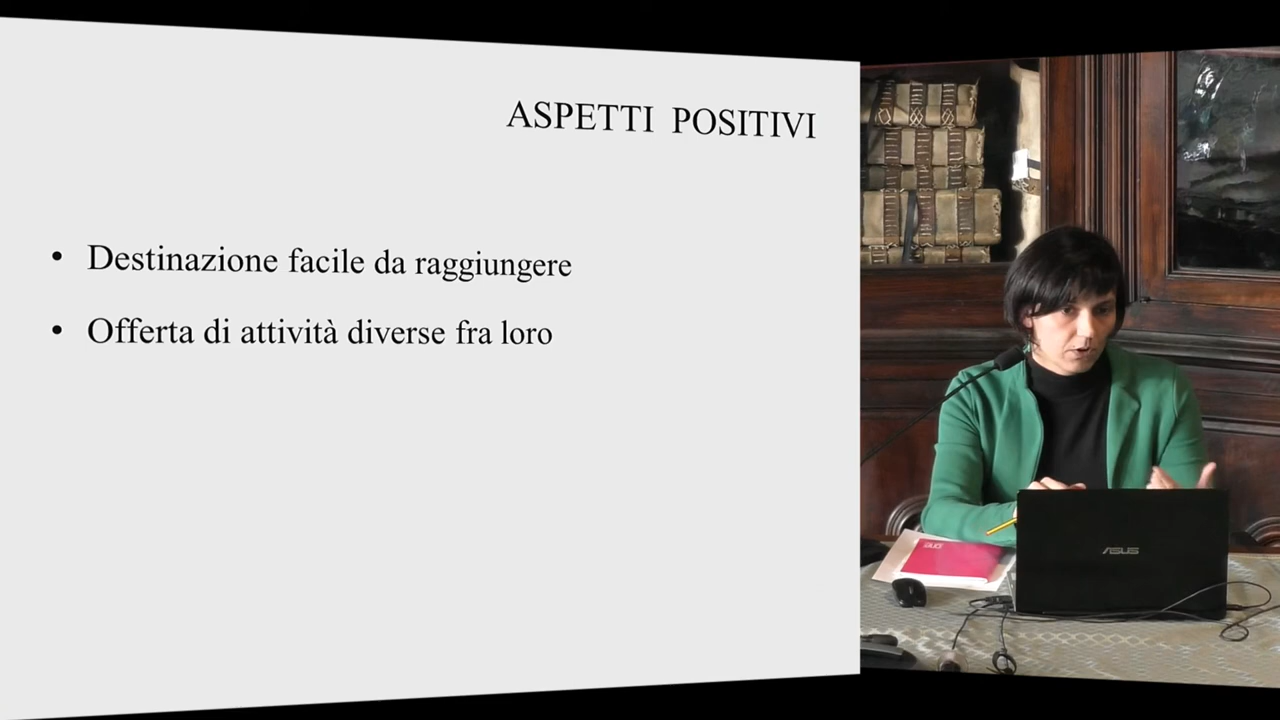 ASPETTI POSITIVI
• Destinazione facile da raggiungere
• Offerta di attività diverse fra loro
ASUS